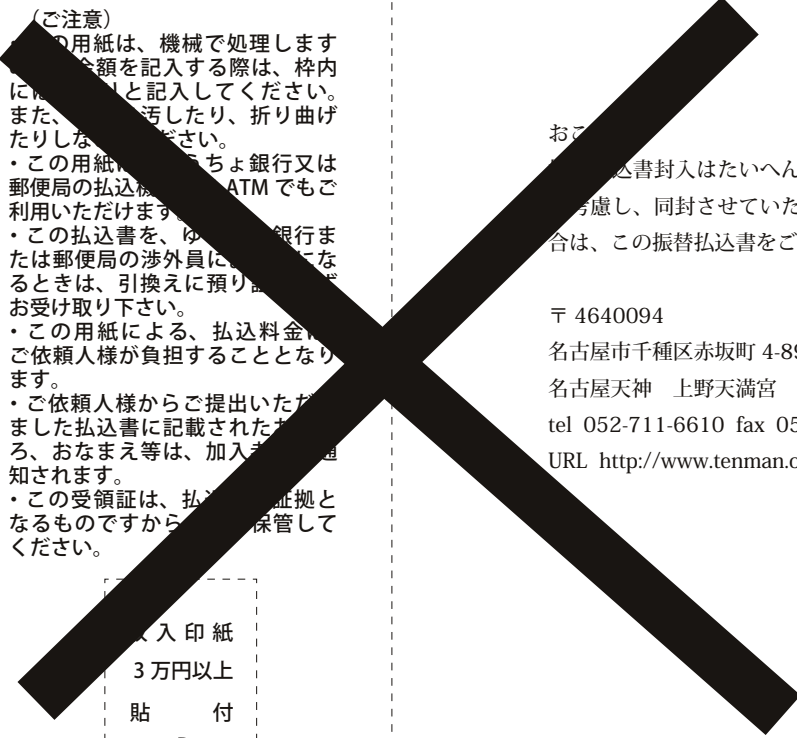 （ご注意）
の用紙は、機械で処理します
金額を記入する際は、枠内
に りと記入してください。
また、 汚したり、折り曲げ
たりしな ださい。
・この用紙 うちょ銀行又は
郵便局の払込機 ATM でもご
利用いただけます。
・この払込書を、ゆ 銀行ま
たは郵便局の渉外員に にな
るときは、引換えに預り ず
お受け取り下さい。
・この用紙による、払込料金
ご依頼人様が負担することとなり
ます。
・ご依頼人様からご提出いただ
ました払込書に記載されたお
ろ、おなまえ等は、加入者 通
知されます。
・この受領証は、払込 証拠と
なるものですから 保管して
ください。
入 印 紙
3 万円以上
貼 付
おこ
込書封入はたいへん
考慮し、同封させていた
合は、この振替払込書をご
〒 4640094
名古屋市千種区赤坂町 4-89
名古屋天神　上野天満宮
tel 052-711-6610 fax 05
URL http://www.tenman.o